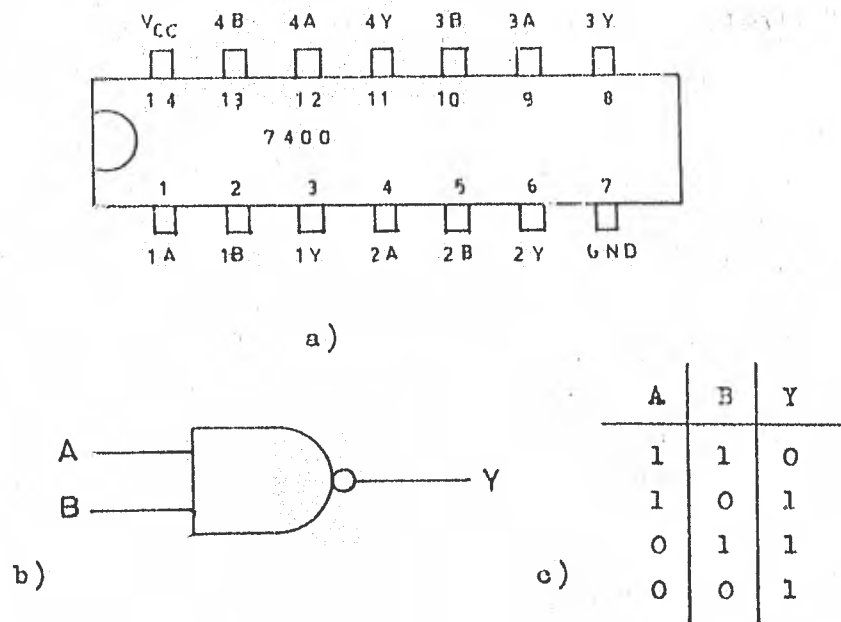 VCC 4B 4A 4Y 3B 3A 3Y
14 13 12 11 10 9 8
7400
1 2 3 4 5 6 7
1A 1B 1Y 2A 2B 2Y GND
a)
A
B
Y
b)
A B Y
1 1 0
1 0 1
0 1 1
0 0 1
c)